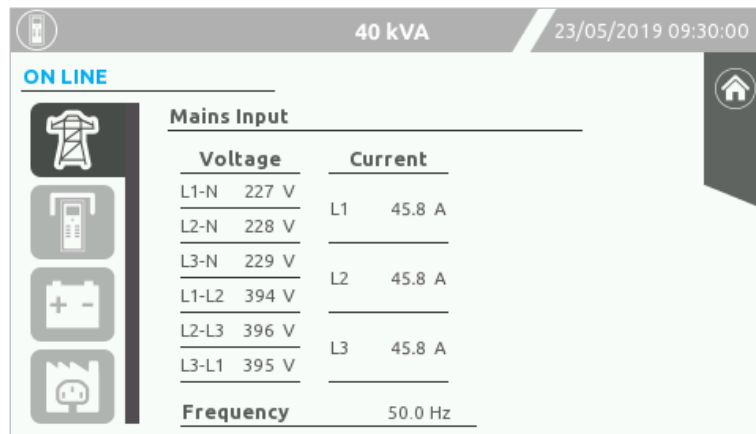 40 kVA
23/05/2019 09:30:00
ON LINE
Mains Input
Voltage Current
L1-N 227 V
L1 45.8 A
L2-N 228 V
L3-N 229 V
L2 45.8 A
L1-L2 394 V
L2-L3 396 V
L3 45.8 A
L3-L1 395 V
Frequency 50.0 Hz